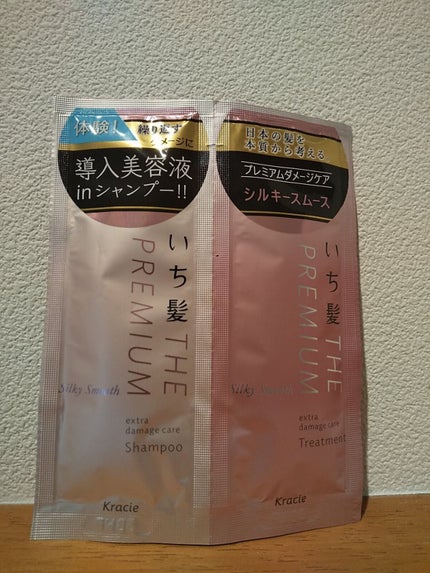 体験！
繰り返す
ダメージに
導入美容液
inシャンプー!!
いち髪 THE
PREMIUM
Silky Smooth
extra
damage care
Shampoo
Kracie
日本の髪を
本質から考える
プレミアムダメージケア
シルキースムース
いち髪 THE
PREMIUM
Silky Smooth
extra
damage care
Treatment
Kracie